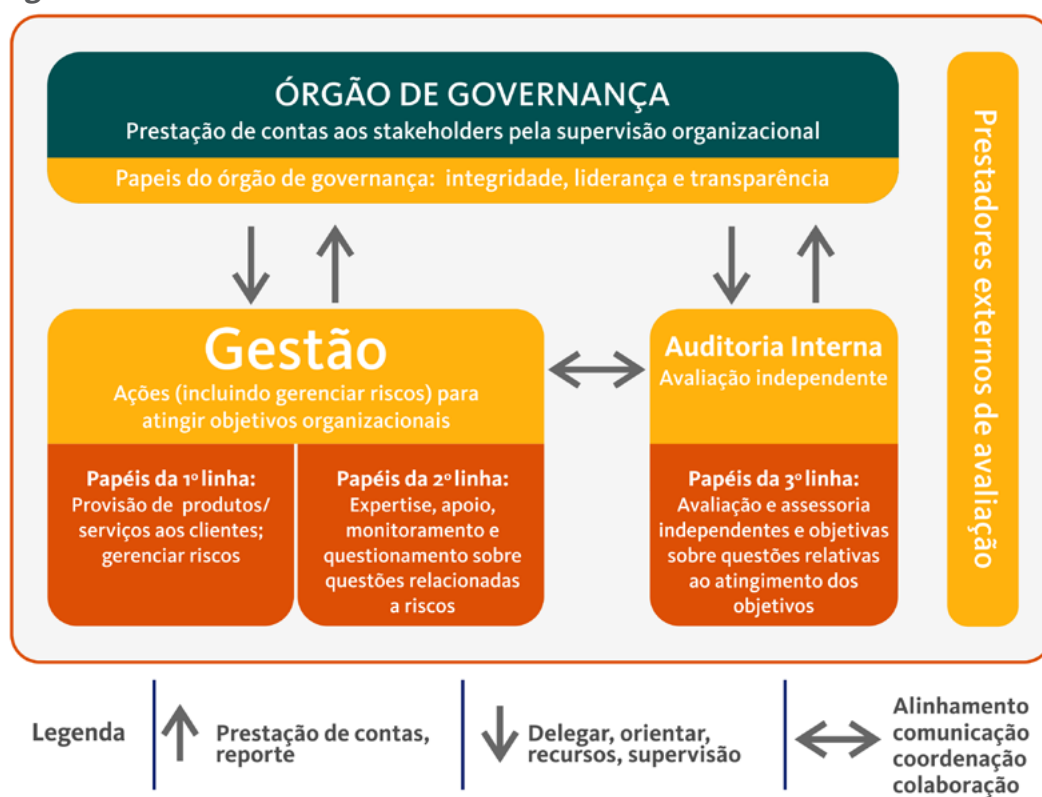 ÓRGÃO DE GOVERNANÇA
Prestação de contas aos stakeholders pela supervisão organizacional
Papeis do órgão de governança: integridade, liderança e transparência
Gestão
Ações (incluindo gerenciar riscos) para
atingir objetivos organizacionais
Papéis da 1º linha:
Provisão de produtos/
serviços aos clientes;
gerenciar riscos
Papéis da 2º linha:
Expertise, apoio,
monitoramento e
questionamento sobre
questões relacionadas
a riscos
Auditoria Interna
Avaliação independente
Papéis da 3º linha:
Avaliação e assessoria
independentes e objetivas
sobre questões relativas
ao atingimento dos
objetivos
Prestadores externos de avaliação
Legenda
Prestação de contas,
reporte
Delegar, orientar,
recursos, supervisão
Alinhamento
comunicação
coordenação
colaboração